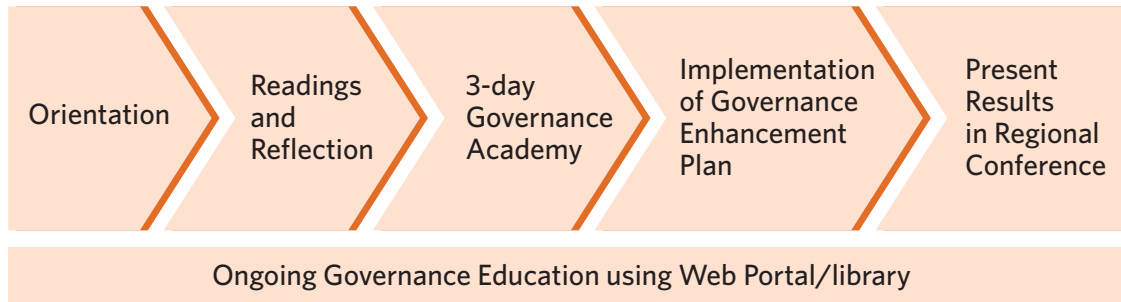 Orientation
Readings
and
Reflection
3-day
Governance
Academy
Implementation
of Governance
Enhancement
Plan
Present
Results
in Regional
Conference
Ongoing Governance Education using Web Portal/library